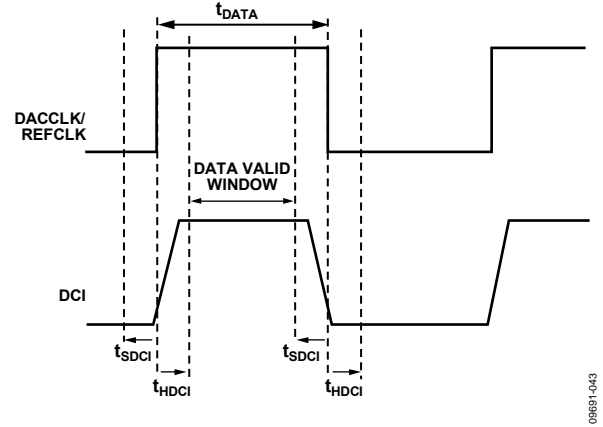 tDATA
DACCLK/
REFCLK
DATA VALID
WINDOW
DCI
tSDCI
tHDCI
tSDCI
tHDCI
09691-043